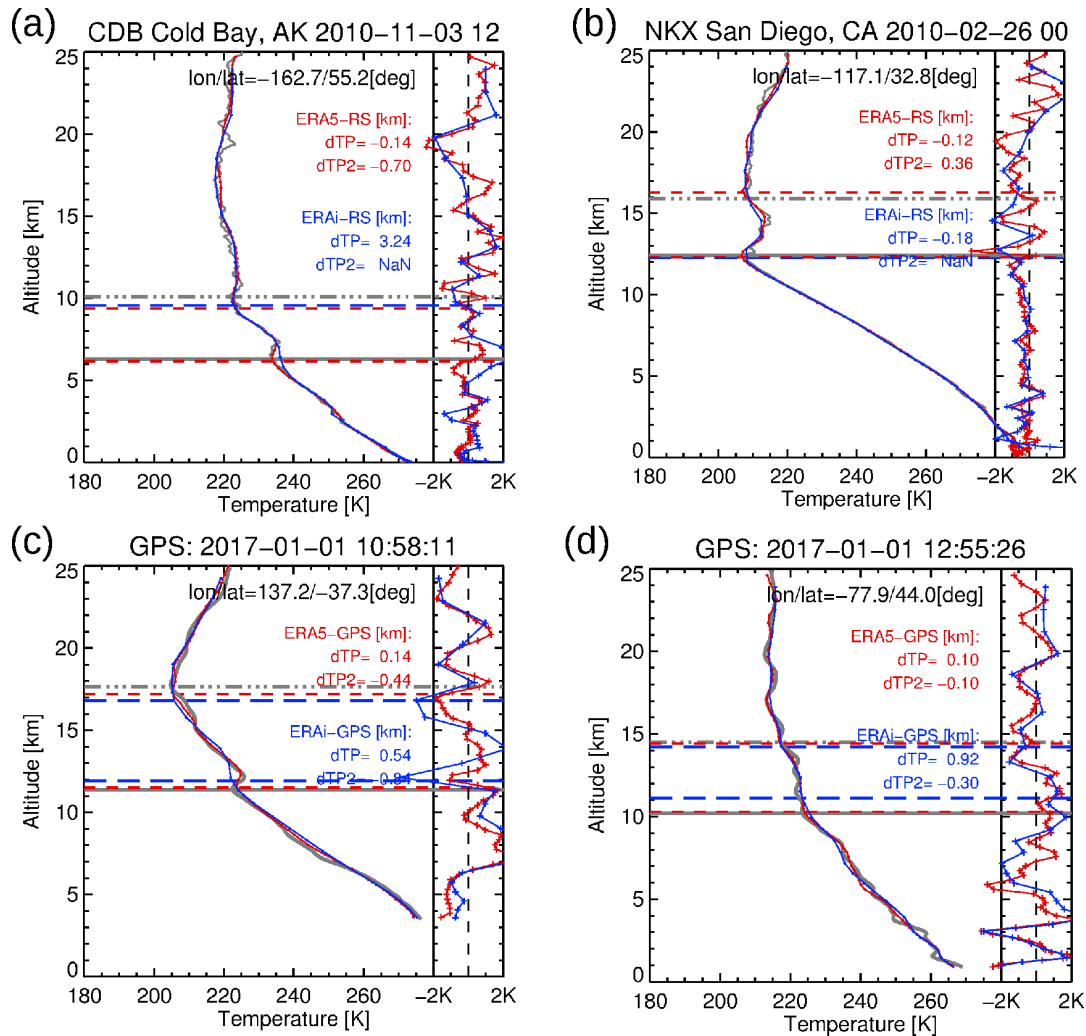 (a)
CDB Cold Bay, AK 2010−11−03 12
lon/lat=−162.7/55.2[deg]
ERA5−RS [km]:
dTP= −0.14
dTP2= −0.70
ERAi−RS [km]:
dTP= 3.24
dTP2= NaN
Altitude [km]
25
20
15
10
5
0
180 200 220 240 260 −2K 2K
Temperature [K]
(b)
NKX San Diego, CA 2010−02−26 00
lon/lat=−117.1/32.8[deg]
ERA5−RS [km]:
dTP= −0.12
dTP2= 0.36
ERAi−RS [km]:
dTP= −0.18
dTP2= NaN
Altitude [km]
25
20
15
10
5
0
180 200 220 240 260 −2K 2K
Temperature [K]
(c)
GPS: 2017−01−01 10:58:11
lon/lat=137.2/−37.3[deg]
ERA5−GPS [km]:
dTP= 0.14
dTP2= −0.44
ERAi−GPS [km]:
dTP= 0.54
dTP2= 0.84
Altitude [km]
25
20
15
10
5
0
180 200 220 240 260 −2K 2K
Temperature [K]
(d)
GPS: 2017−01−01 12:55:26
lon/lat=−77.9/44.0[deg]
ERA5−GPS [km]:
dTP= 0.10
dTP2= −0.10
ERAi−GPS [km]:
dTP= 0.92
dTP2= −0.30
Altitude [km]
25
20
15
10
5
0
180 200 220 240 260 −2K 2K
Temperature [K]